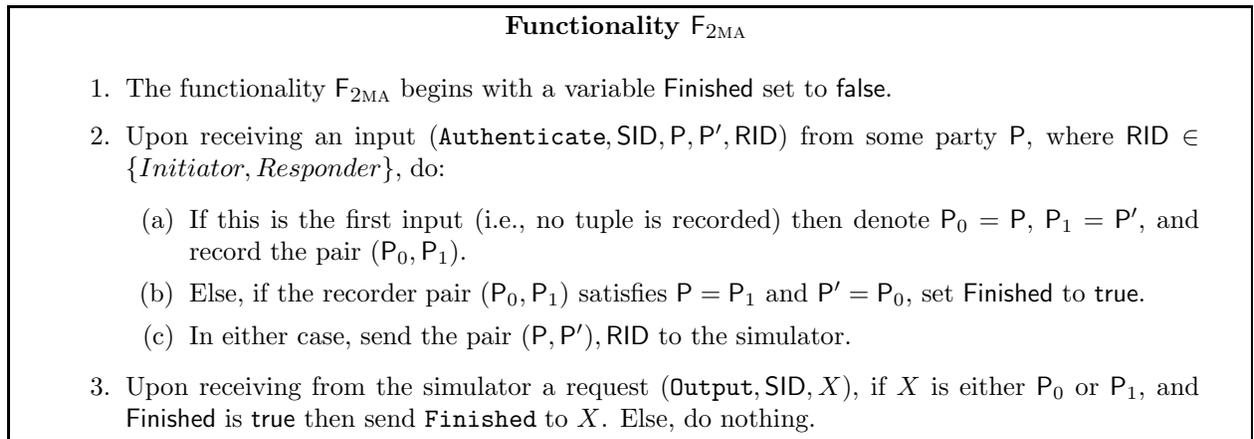 Functionality F2MA
1. The functionality F2MA begins with a variable Finished set to false.
2. Upon receiving an input (Authenticate, SID, P, P′, RID) from some party P, where RID ∈
{Initiator, Responder}, do:
(a) If this is the first input (i.e., no tuple is recorded) then denote P0 = P, P1 = P′, and
record the pair (P0, P1).
(b) Else, if the recorder pair (P0, P1) satisfies P = P1 and P′ = P0, set Finished to true.
(c) In either case, send the pair (P, P′), RID to the simulator.
3. Upon receiving from the simulator a request (Output, SID, X), if X is either P0 or P1, and
Finished is true then send Finished to X. Else, do nothing.